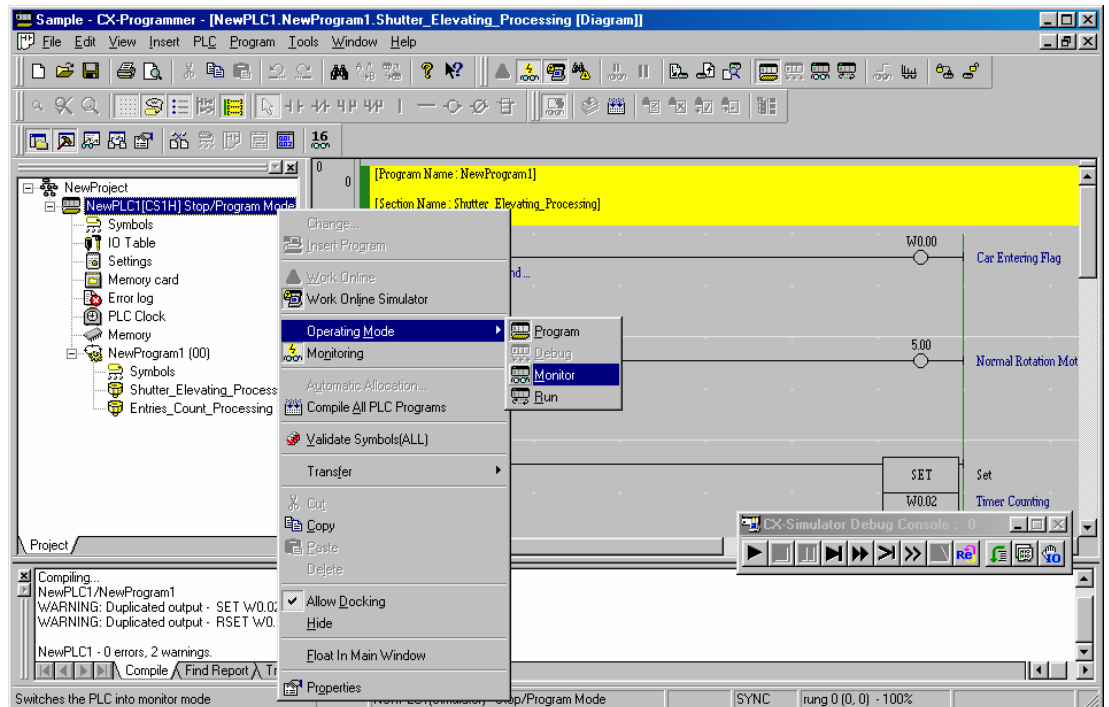 Sample - CX-Programmer - [NewPLC1.NewProgram1.Shutter_Elevating_Processing [Diagram]]
File Edit View Insert PLC Program Tools Window Help
16
NewProject
NewPLC1[CS1H] Stop/Program Mode
Symbols
IO Table
Settings
Memory card
Error log
PLC Clock
Memory
NewProgram1 (00)
Symbols
Shutter_Elevating_Process
Entries_Count_Processing
Project
0
0
[Program Name : NewProgram1]
[Section Name : Shutter_Elevating_Processing]
W0.00
Car Entering Flag
nd ...
5.00
Normal Rotation Mot
SET
Set
W0.02
Timer Counting
Change...
Insert Program
Work Online
Work Online Simulator
Operating Mode
Monitoring
Automatic Allocation...
Compile All PLC Programs
Validate Symbols(ALL)
Transfer
Cut
Copy
Paste
Delete
Allow Docking
Hide
Float In Main Window
Properties
Program
Debug
Monitor
Run
CX-Simulator Debug Console : 0
Re
IO
Compiling...
NewPLC1/NewProgram1
WARNING: Duplicated output - SET W0.02
WARNING: Duplicated output - RSET W0.
NewPLC1 - 0 errors, 2 warnings.
Compile Find Report Tr
Switches the PLC into monitor mode
Stop/Program Mode
SYNC
rung 0 (0, 0) - 100%